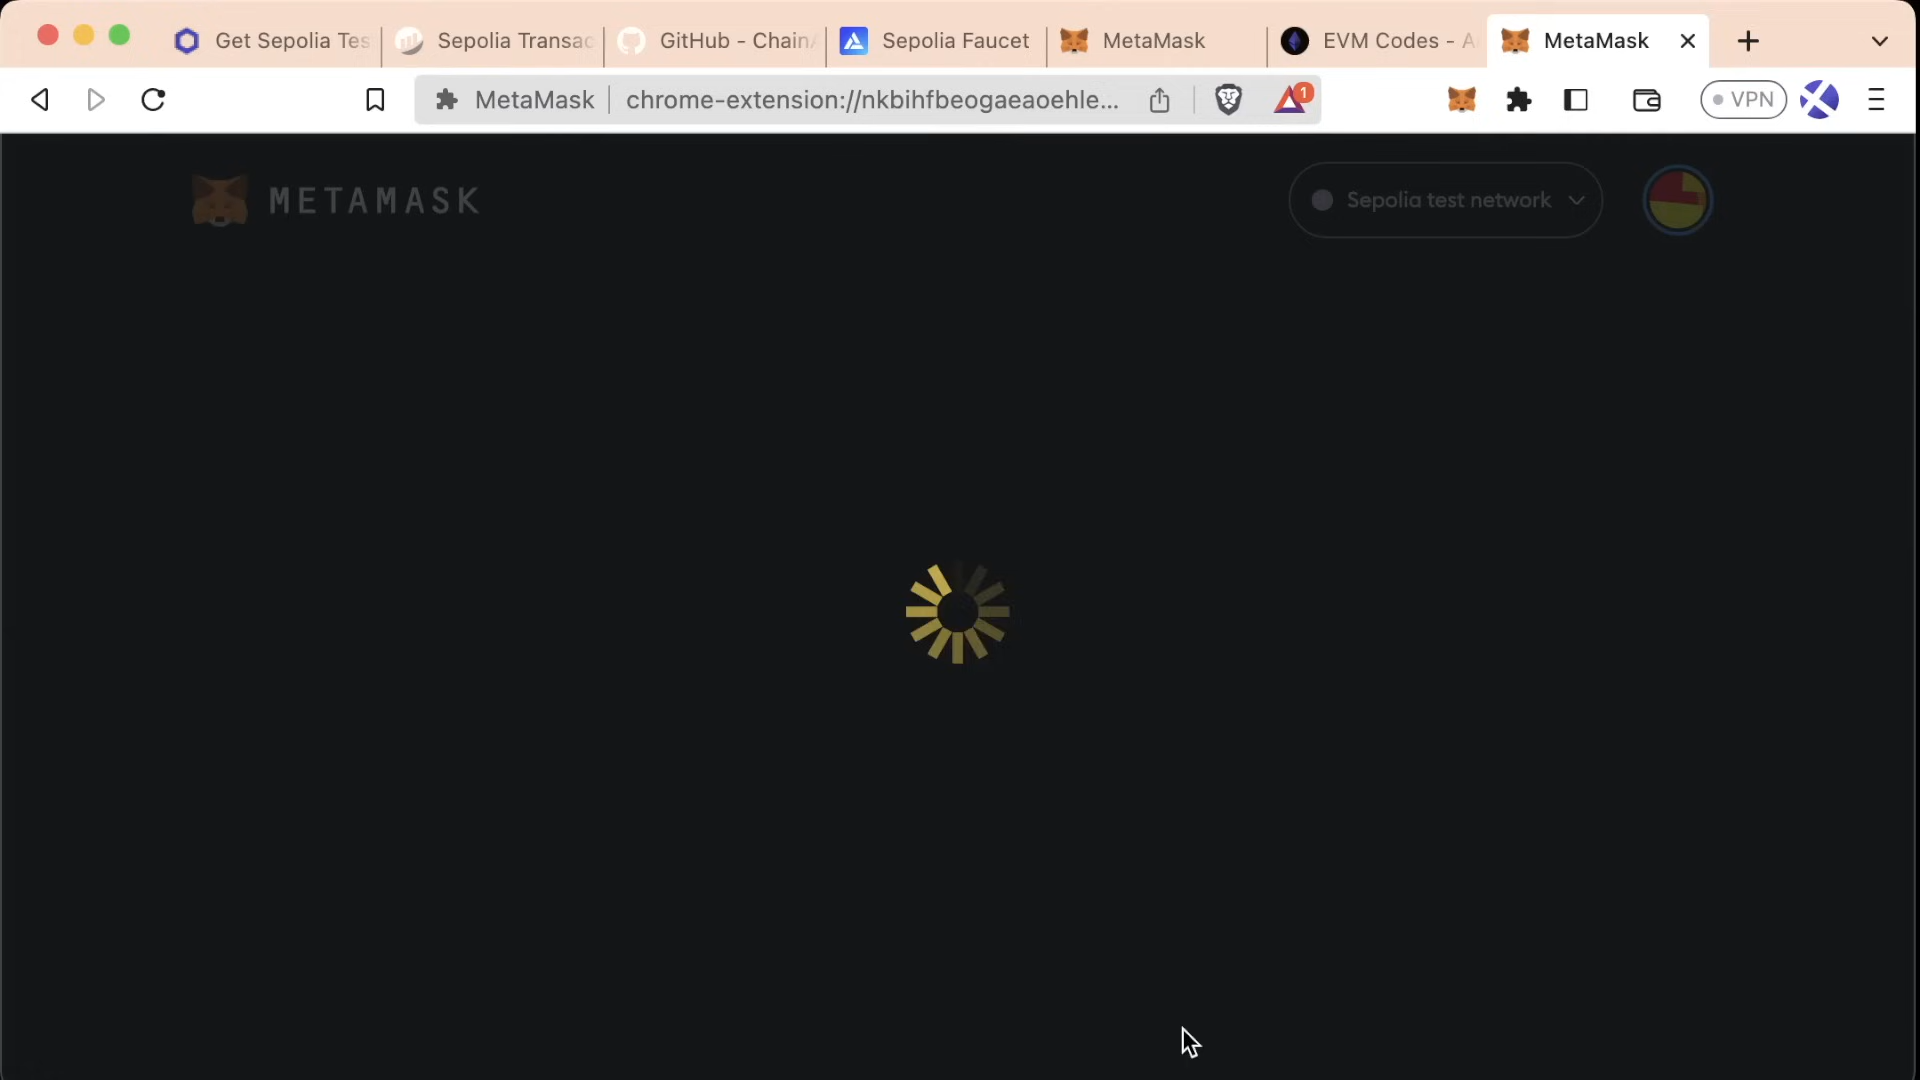 Get Sepolia Tes
Sepolia Transac
GitHub - Chain
Sepolia Faucet
MetaMask
EVM Codes - A
MetaMask
MetaMask
chrome-extension://nkbihfbeogaeaoehle...
1
VPN
METAMASK
Sepolia test network